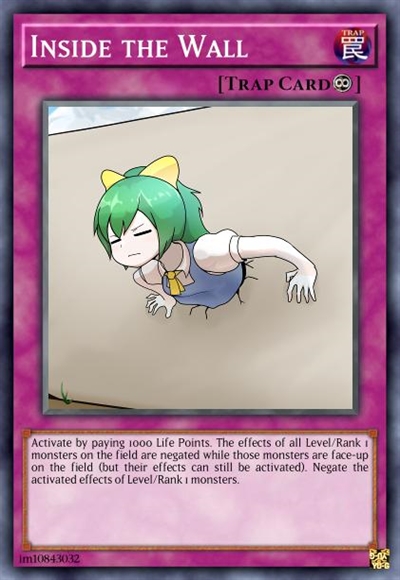 INSIDE THE WALL
TRAP
罠
[TRAP CARD]
Activate by paying 1000 Life Points. The effects of all Level/Rank 1
monsters on the field are negated while those monsters are face-up
on the field (but their effects can still be activated). Negate the
activated effects of Level/Rank 1 monsters.
im10843032